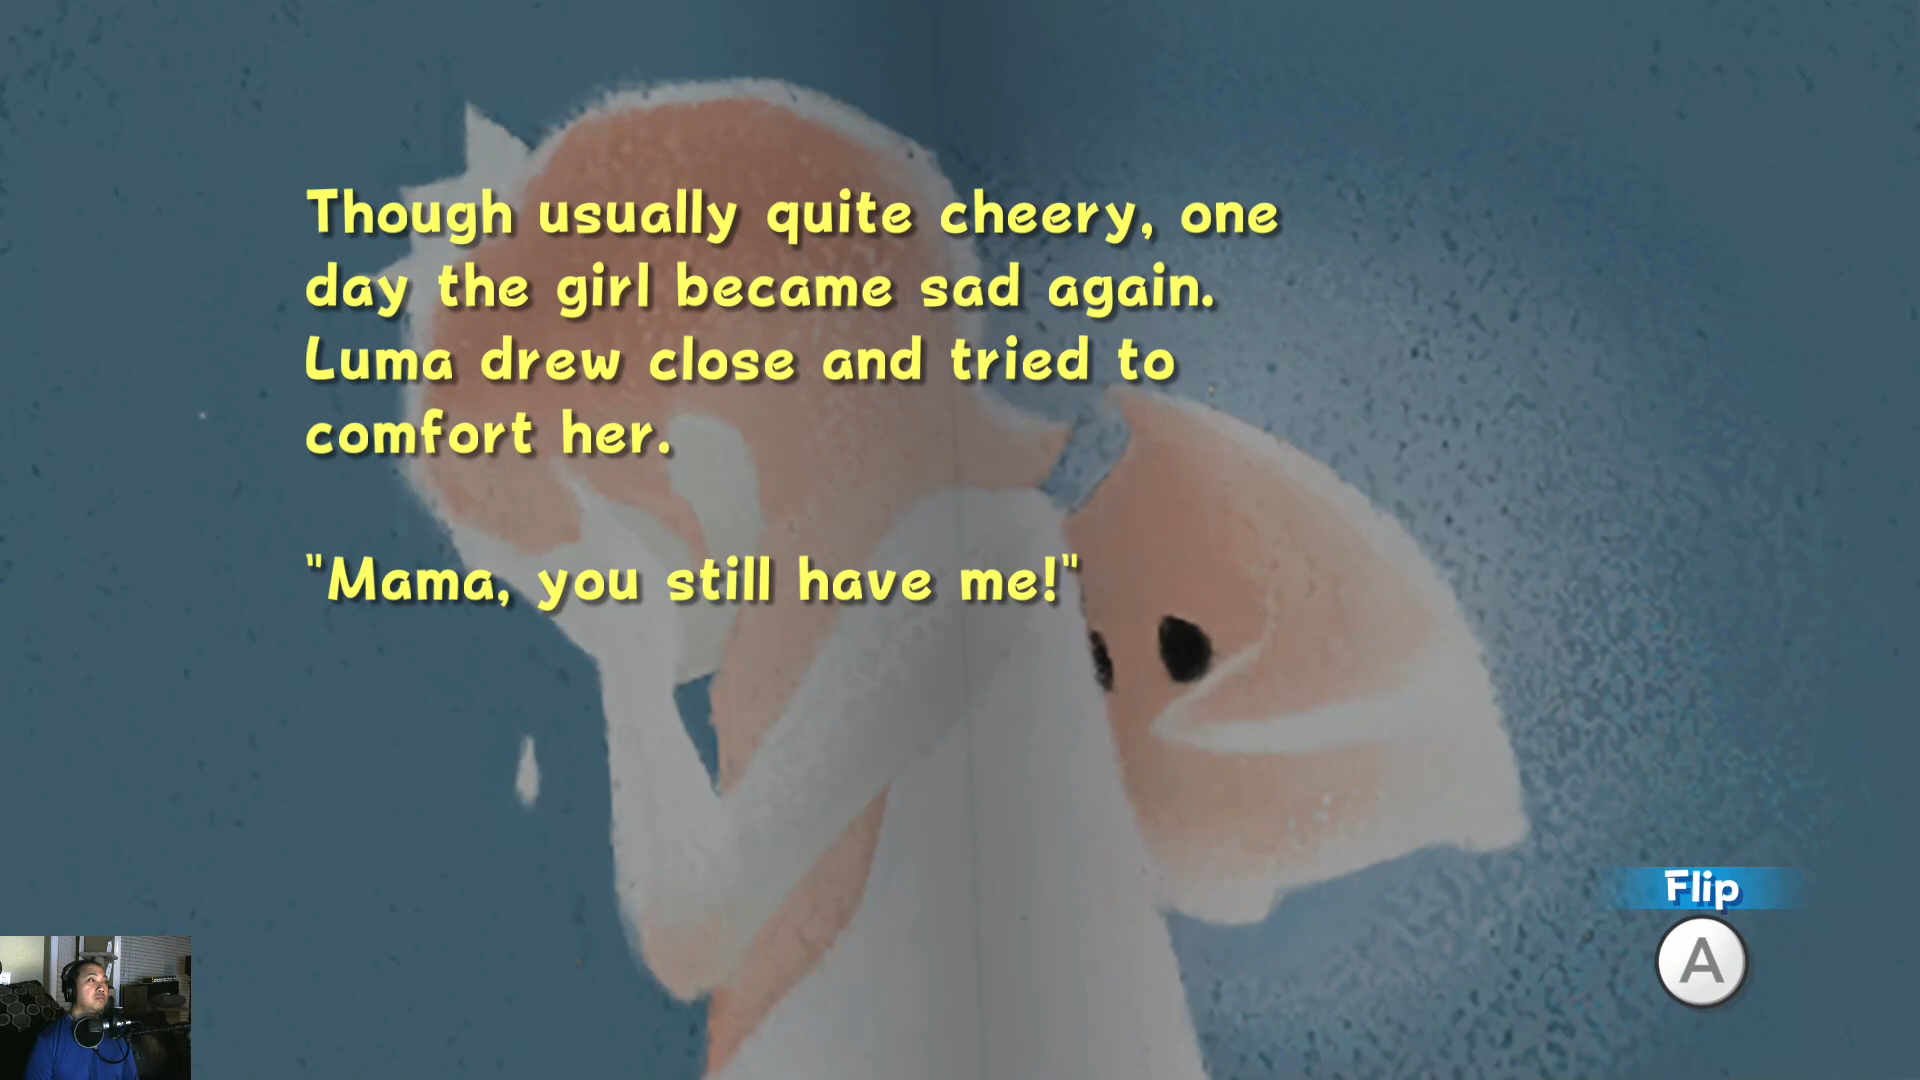 Though usually quite cheery, one
day the girl became sad again.
Luma drew close and tried to
comfort her.
"Mama, you still have me!"
Flip
A